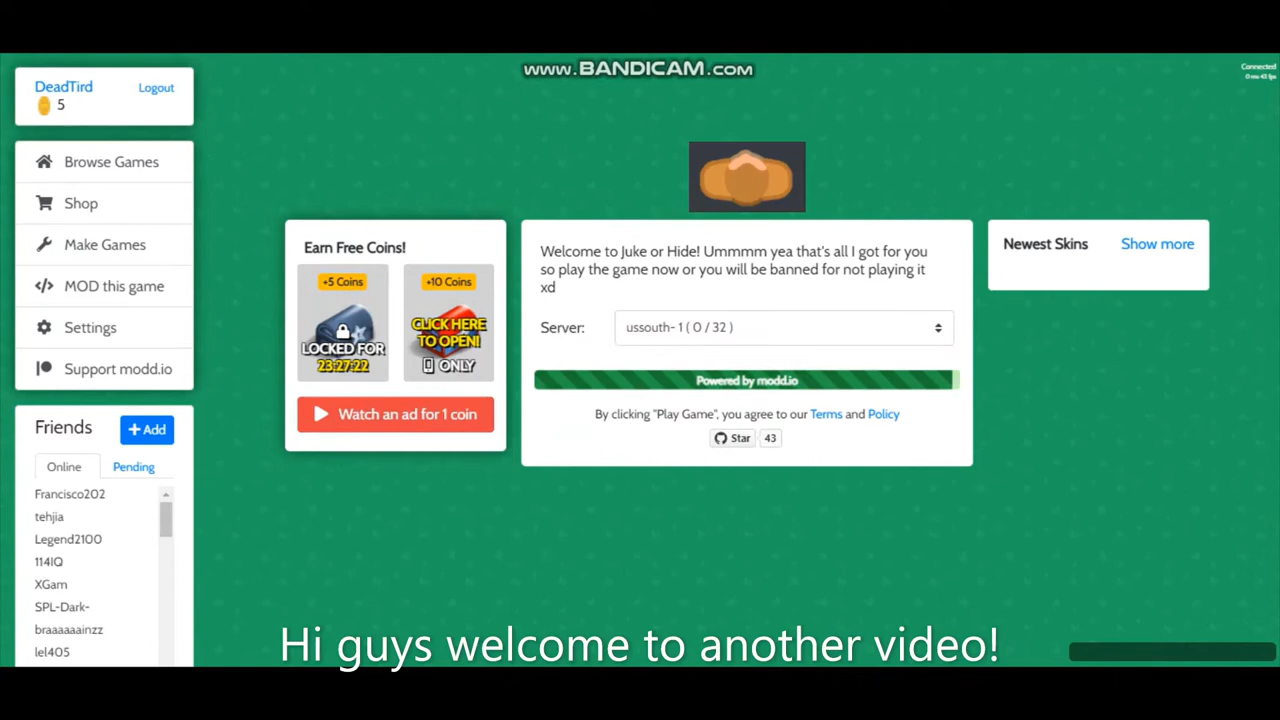 www.BANDICAM.com
Connected
DeadTird
Logout
5
Browse Games
Shop
Make Games
MOD this game
Settings
Support modd.io
Friends
+ Add
Online
Pending
Francisco202
tehjia
Legend2100
114IQ
XGam
SPL-Dark-
braaaaainzz
lel405
Earn Free Coins!
+5 Coins
LOCKED FOR
23:27:22
+10 Coins
CLICK HERE
TO OPEN!
ONLY
Watch an ad for 1 coin
Welcome to Juke or Hide! Ummmm yea that's all I got for you
so play the game now or you will be banned for not playing it
xd
Server:
ussouth- 1 ( 0 / 32 )
Powered by modd.io
By clicking "Play Game", you agree to our Terms and Policy
Star
43
Newest Skins
Show more
Hi guys welcome to another video!